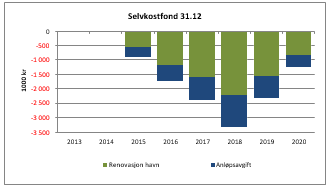 Selvkostfond 31.12
1000 kr
0
-500
-1 000
-1 500
-2 000
-2 500
-3 000
-3 500
2013 2014 2015 2016 2017 2018 2019 2020
Renovasjon havn Anløpsavgift